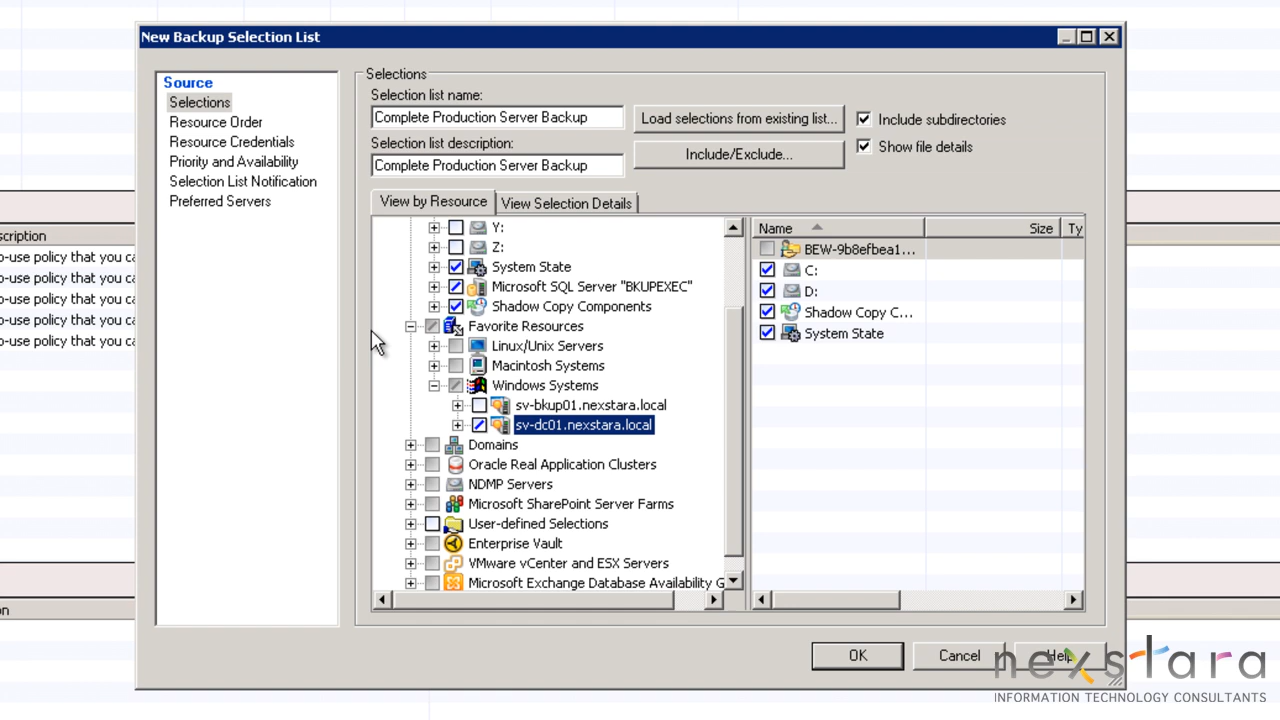 New Backup Selection List
Source
Selections
Resource Order
Resource Credentials
Priority and Availability
Selection List Notification
Preferred Servers
Selections
Selection list name:
Complete Production Server Backup
Load selections from existing list...
Include subdirectories
Selection list description:
Complete Production Server Backup
Include/Exclude...
Show file details
View by Resource
View Selection Details
Y:
Z:
System State
Microsoft SQL Server "BKUPEXEC"
Shadow Copy Components
Favorite Resources
Linux/Unix Servers
Macintosh Systems
Windows Systems
sv-bkup01.nexstara.local
sv-dc01.nexstara.local
Domains
Oracle Real Application Clusters
NDMP Servers
Microsoft SharePoint Server Farms
User-defined Selections
Enterprise Vault
VMware vCenter and ESX Servers
Microsoft Exchange Database Availability G
Name Size Ty
BEW-9b8efbea1...
C:
D:
Shadow Copy C...
System State
scription
o-use policy that you ca
o-use policy that you ca
o-use policy that you ca
o-use policy that you ca
o-use policy that you ca
on
OK
Cancel
Help
nexstara
INFORMATION TECHNOLOGY CONSULTANTS